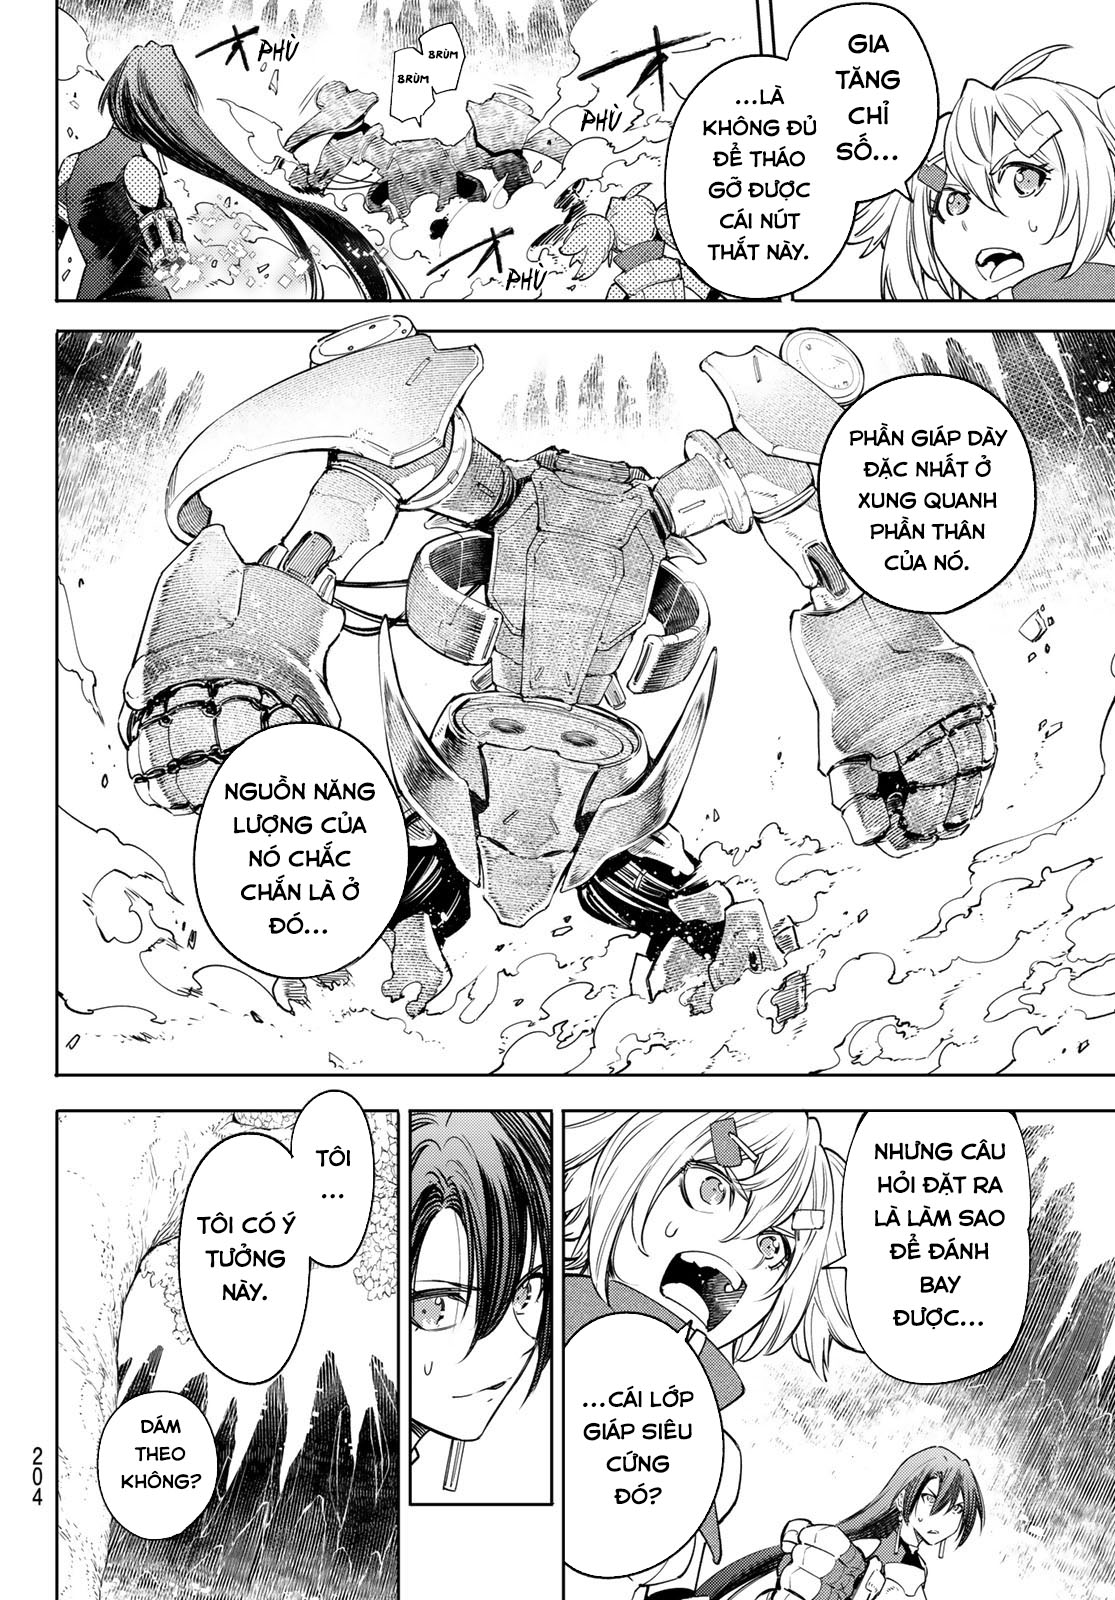 GIA
TĂNG
CHỈ
SỐ...
...LÀ
KHÔNG ĐỦ
ĐỂ THÁO
GỠ ĐƯỢC
CÁI NÚT
THẮT NÀY.
BRÙM
BRÙM
PHÙ
PHÙ
PHÙ
PHÙ
PHẦN GIÁP DÀY
ĐẶC NHẤT Ở
XUNG QUANH
PHẦN THÂN
CỦA NÓ.
NGUỒN NĂNG
LƯỢNG CỦA
NÓ CHẮC
CHẮN LÀ Ở
ĐÓ...
NHƯNG CÂU
HỎI ĐẶT RA
LÀ LÀM SAO
ĐỂ ĐÁNH
BAY
ĐƯỢC...
...CÁI LỚP
GIÁP SIÊU
CỨNG
ĐÓ?
TÔI
...
TÔI CÓ Ý
TƯỞNG
NÀY.
DÁM
THEO
KHÔNG?
204